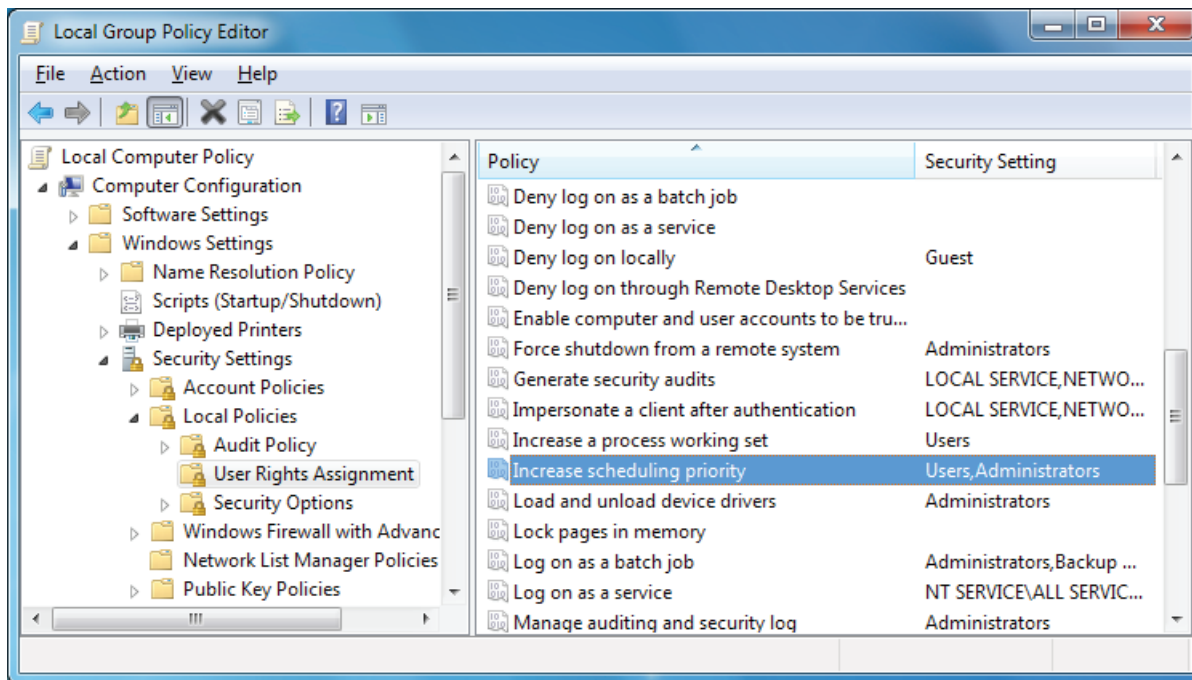 Local Group Policy Editor
File Action View Help
Local Computer Policy
Computer Configuration
Software Settings
Windows Settings
Name Resolution Policy
Scripts (Startup/Shutdown)
Deployed Printers
Security Settings
Account Policies
Local Policies
Audit Policy
User Rights Assignment
Security Options
Windows Firewall with Advanc
Network List Manager Policies
Public Key Policies
Policy Security Setting
Deny log on as a batch job
Deny log on as a service
Deny log on locally Guest
Deny log on through Remote Desktop Services
Enable computer and user accounts to be tru...
Force shutdown from a remote system Administrators
Generate security audits LOCAL SERVICE,NETWO...
Impersonate a client after authentication LOCAL SERVICE,NETWO...
Increase a process working set Users
Increase scheduling priority Users,Administrators
Load and unload device drivers Administrators
Lock pages in memory
Log on as a batch job Administrators,Backup ...
Log on as a service NT SERVICE\ALL SERVIC...
Manage auditing and security log Administrators